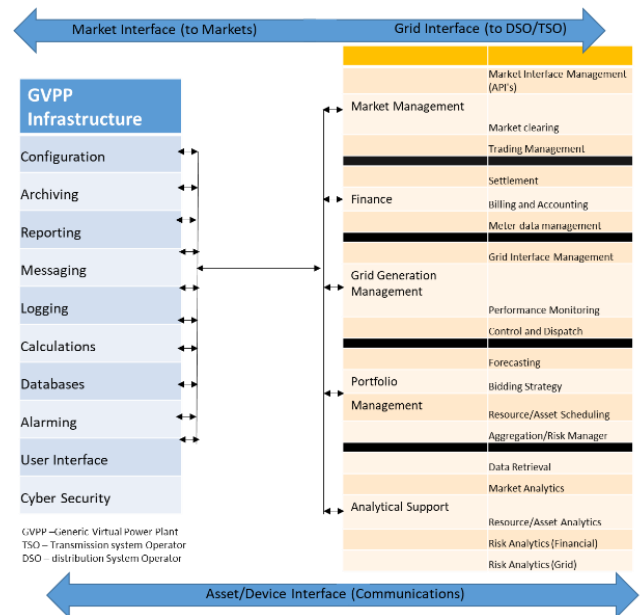 Market Interface (to Markets)
Grid Interface (to DSO/TSO)
GVPP
Infrastructure
Configuration
Archiving
Reporting
Messaging
Logging
Calculations
Databases
Alarming
User Interface
Cyber Security
GVPP –Generic Virtual Power Plant
TSO – Transmission system Operator
DSO – distribution System Operator
Market Management
Market Interface Management
(API's)
Market clearing
Trading Management
Finance
Settlement
Billing and Accounting
Meter data management
Grid Generation
Management
Grid Interface Management
Performance Monitoring
Control and Dispatch
Portfolio
Management
Forecasting
Bidding Strategy
Resource/Asset Scheduling
Aggregation/Risk Manager
Analytical Support
Data Retrieval
Market Analytics
Resource/Asset Analytics
Risk Analytics (Financial)
Risk Analytics (Grid)
Asset/Device Interface (Communications)